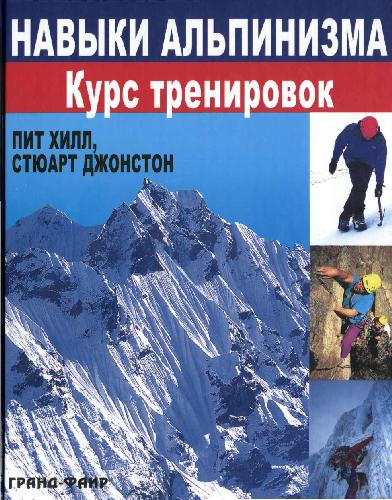 НАВЫКИ АЛЬПИНИЗМА
Курс тренировок
ПИТ ХИЛЛ,
СТЮАРТ ДЖОНСТОН
ГРАНД-ФАИР